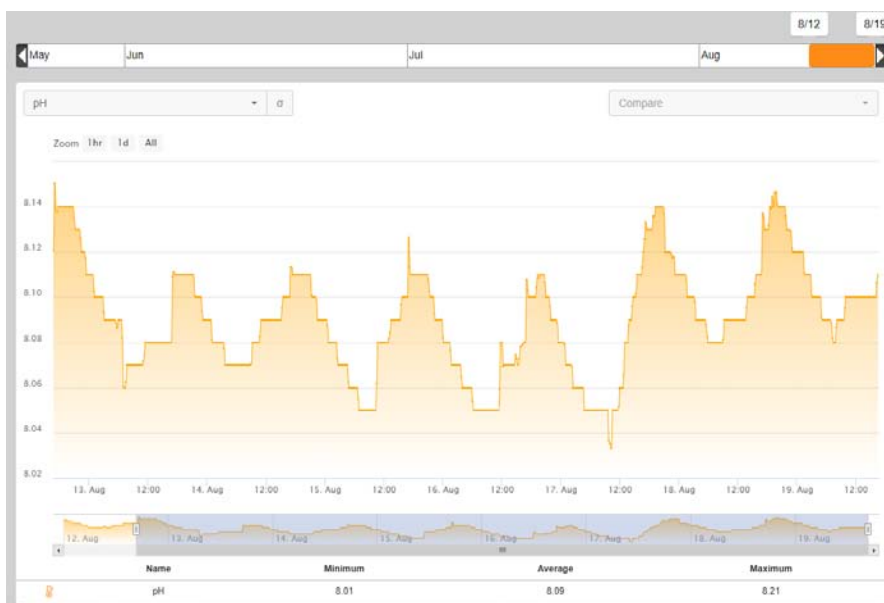 8/12 8/19
May Jun Jul Aug
pH σ Compare
Zoom 1hr 1d All
8.14
8.12
8.10
8.08
8.06
8.04
8.02
13. Aug 12:00 14. Aug 12:00 15. Aug 12:00 16. Aug 12:00 17. Aug 12:00 18. Aug 12:00 19. Aug 12:00
12. Aug 13. Aug 14. Aug 15. Aug 16. Aug 17. Aug 18. Aug 19. Aug
Name Minimum Average Maximum
pH 8.01 8.09 8.21